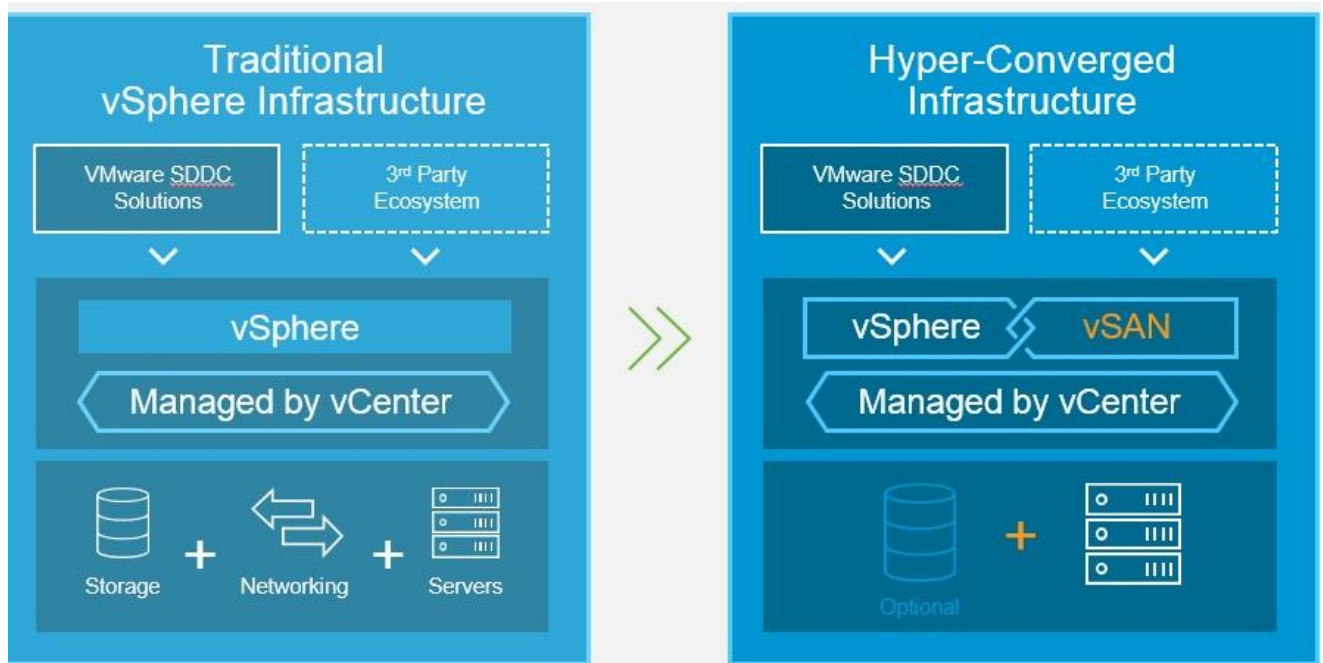 Traditional
vSphere Infrastructure
VMware SDDC
Solutions
3rd Party
Ecosystem
vSphere
Managed by vCenter
Storage
+
Networking
+
Servers
Hyper-Converged
Infrastructure
VMware SDDC
Solutions
3rd Party
Ecosystem
vSphere
vSAN
Managed by vCenter
Optional
+